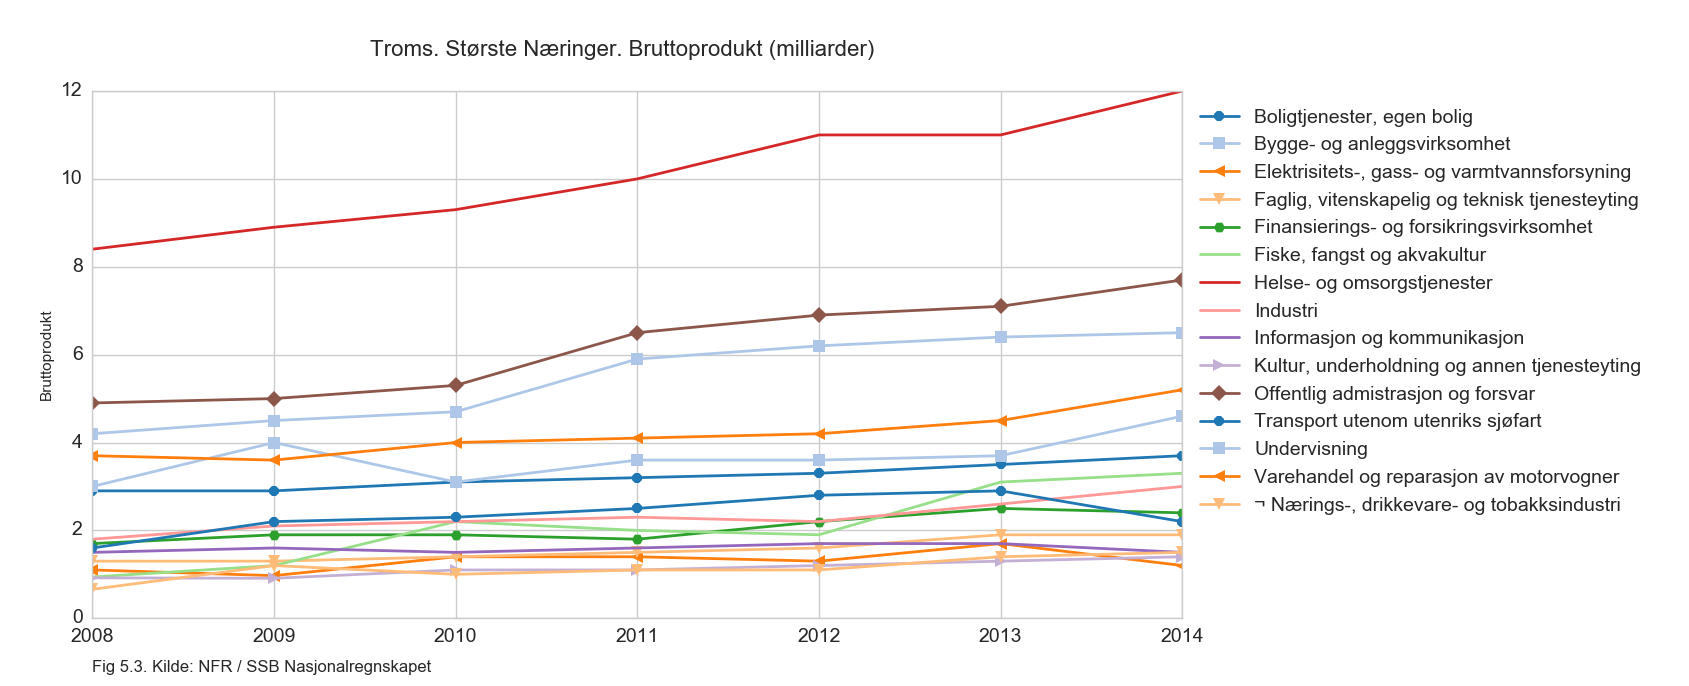 Troms. Største Næringer. Bruttoprodukt (milliarder)
12
10
8
6
4
2
0
Bruttoprodukt
2008 2009 2010 2011 2012 2013 2014
Boligtjenester, egen bolig
Bygge- og anleggsvirksomhet
Elektrisitets-, gass- og varmtvannsforsyning
Faglig, vitenskapelig og teknisk tjenesteyting
Finansierings- og forsikringsvirksomhet
Fiske, fangst og akvakultur
Helse- og omsorgstjenester
Industri
Informasjon og kommunikasjon
Kultur, underholdning og annen tjenesteyting
Offentlig admistrasjon og forsvar
Transport utenom utenriks sjøfart
Undervisning
Varehandel og reparasjon av motorvogner
¬ Nærings-, drikkevare- og tobakksindustri
Fig 5.3. Kilde: NFR / SSB Nasjonalregnskapet